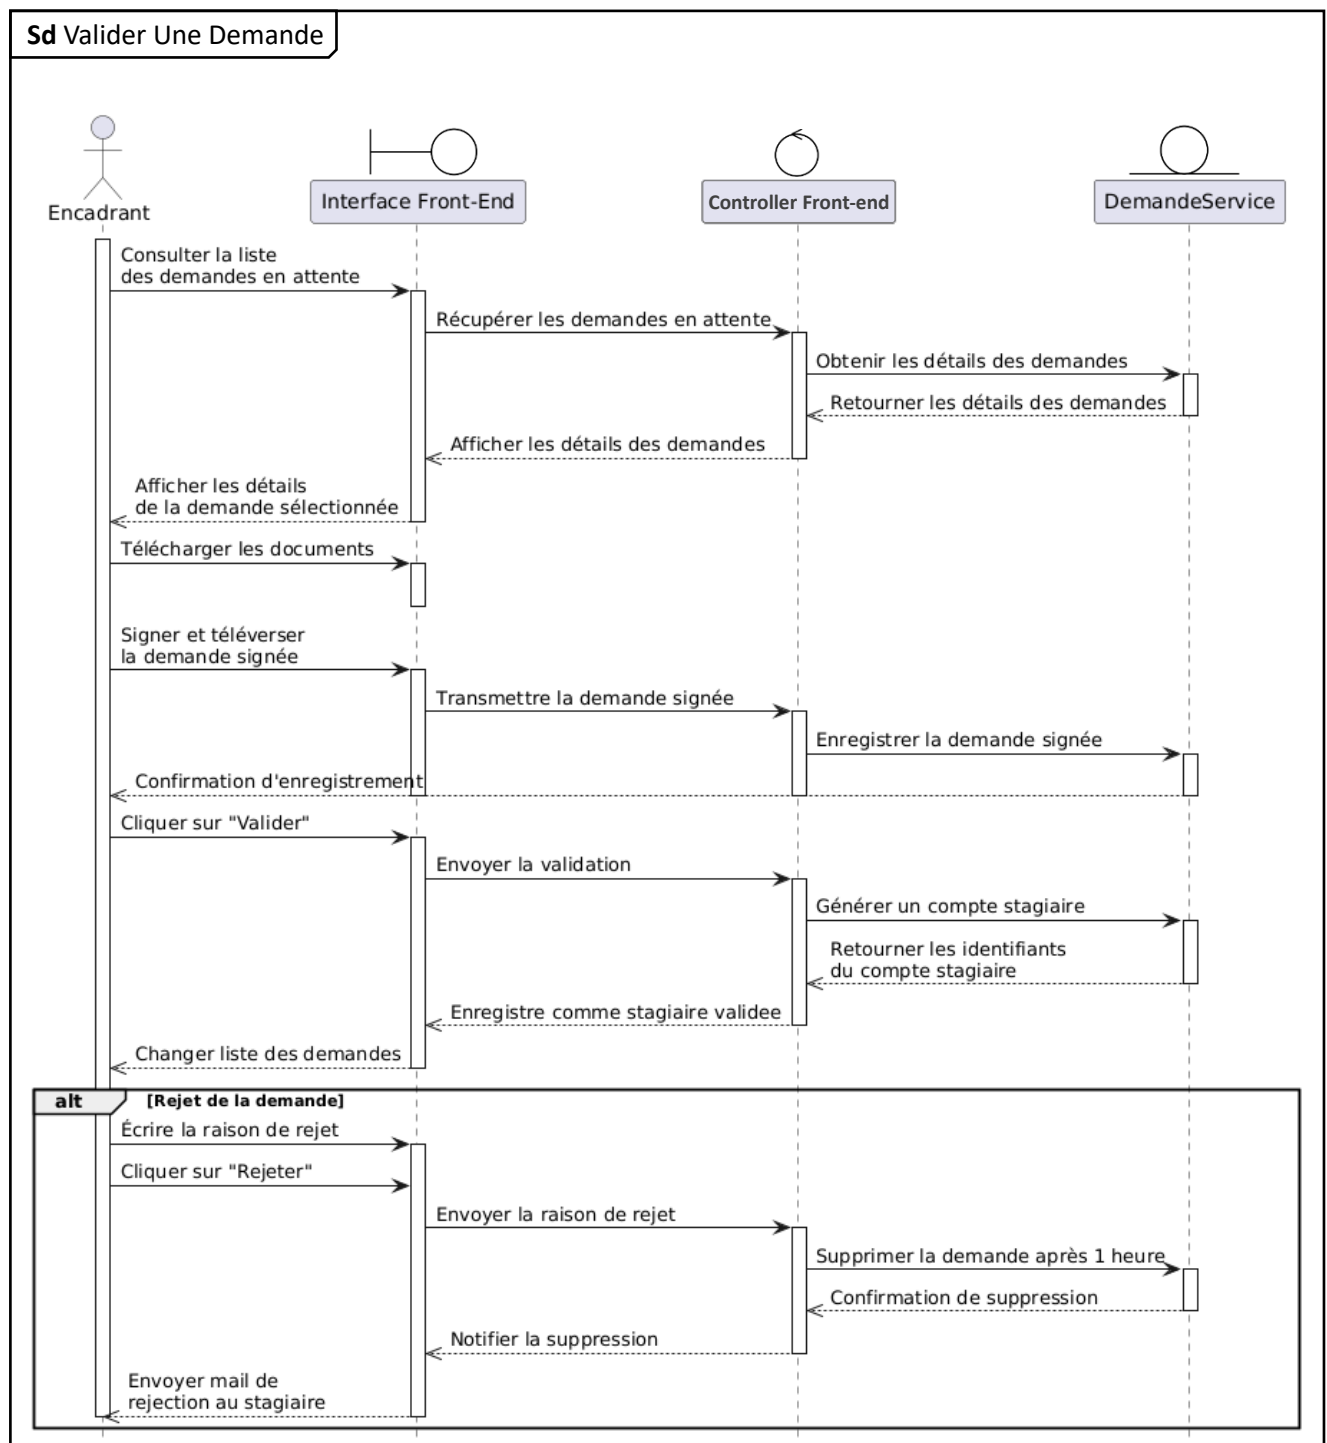 Sd Valider Une Demande
Encadrant
Interface Front-End
Controller Front-end
DemandeService
Consulter la liste
des demandes en attente
Récupérer les demandes en attente
Obtenir les détails des demandes
Retourner les détails des demandes
Afficher les détails des demandes
Afficher les détails
de la demande sélectionnée
Télécharger les documents
Signer et téléverser
la demande signée
Transmettre la demande signée
Enregistrer la demande signée
Confirmation d'enregistrement
Cliquer sur "Valider"
Envoyer la validation
Générer un compte stagiaire
Retourner les identifiants
du compte stagiaire
Enregistre comme stagiaire validee
Changer liste des demandes
alt [Rejet de la demande]
Écrire la raison de rejet
Cliquer sur "Rejeter"
Envoyer la raison de rejet
Supprimer la demande après 1 heure
Confirmation de suppression
Notifier la suppression
Envoyer mail de
rejection au stagiaire